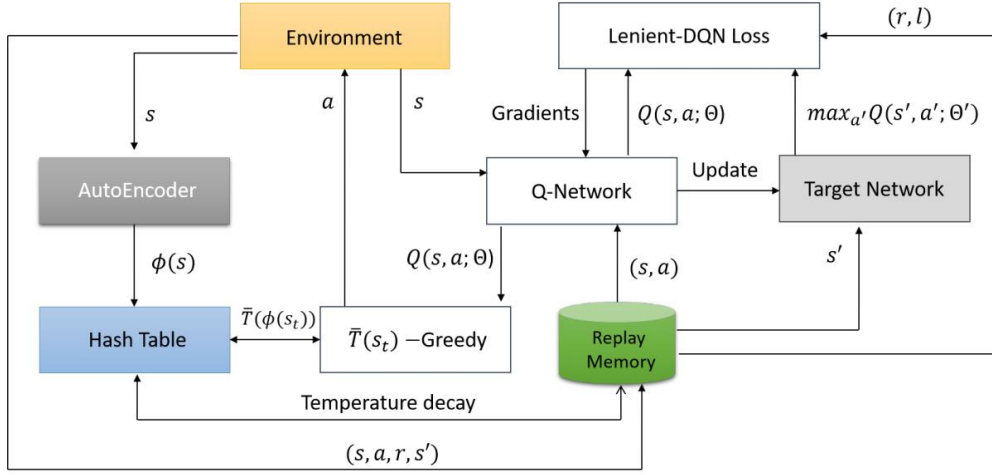 Environment
Lenient-DQN Loss
(r, l)
s
a
s
Gradients
Q(s, a; Θ)
max_{a′}Q(s′, a′; Θ′)
AutoEncoder
Q-Network
Update
Target Network
ϕ(s)
Q(s, a; Θ)
(s, a)
s′
Hash Table
T̄(ϕ(s_t))
T̄(s_t) −Greedy
Replay
Memory
Temperature decay
(s, a, r, s′)